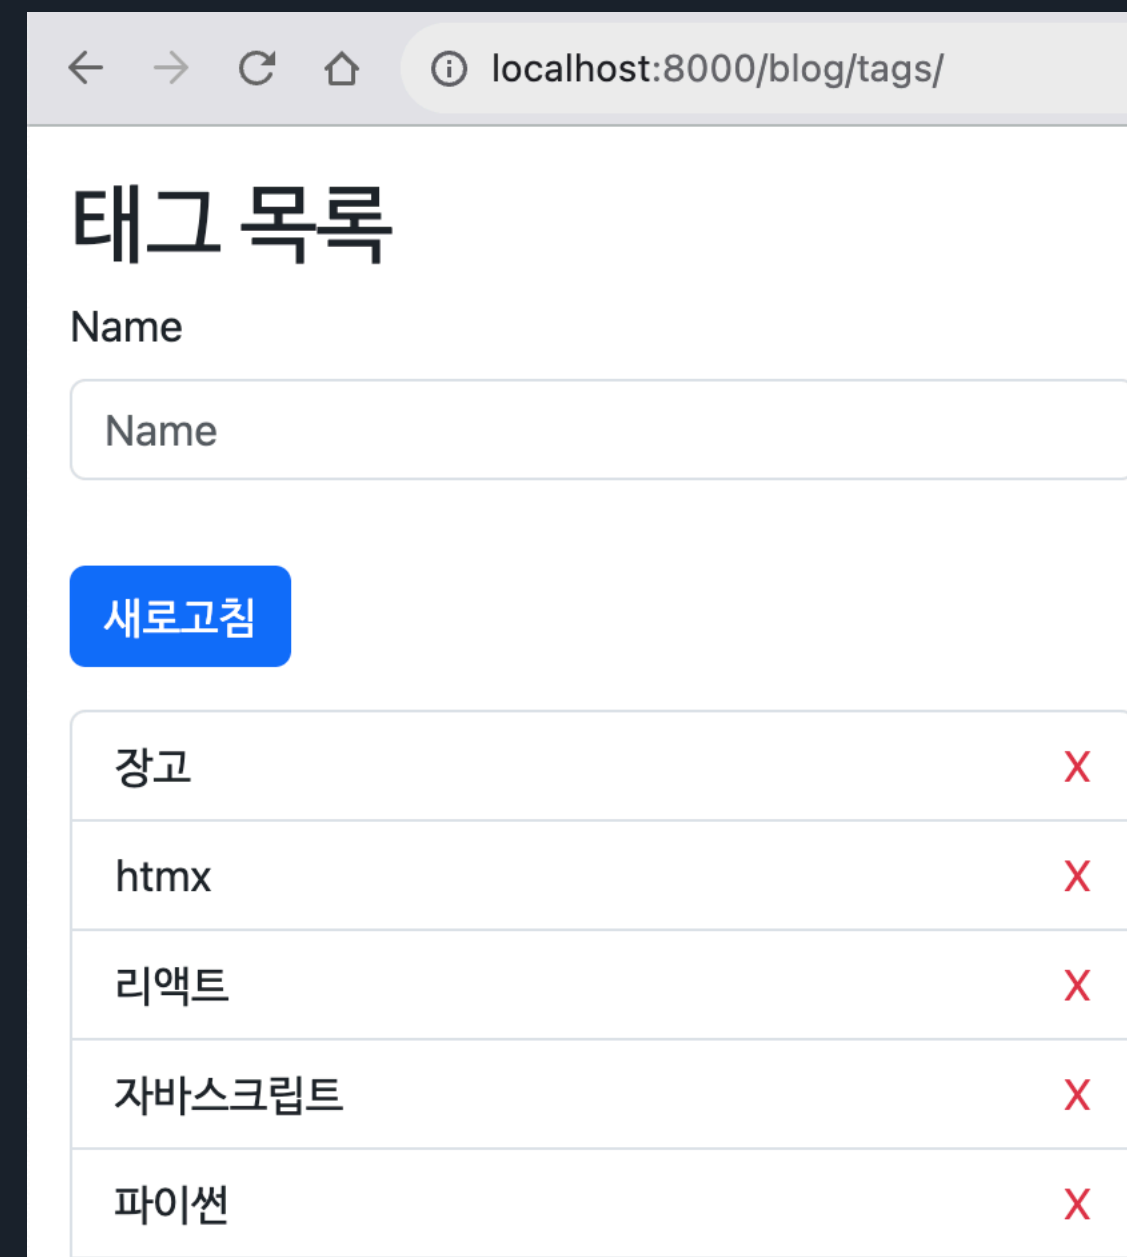 localhost:8000/blog/tags/
태그 목록
Name
Name
새로고침
장고 X
htmx X
리액트 X
자바스크립트 X
파이썬 X